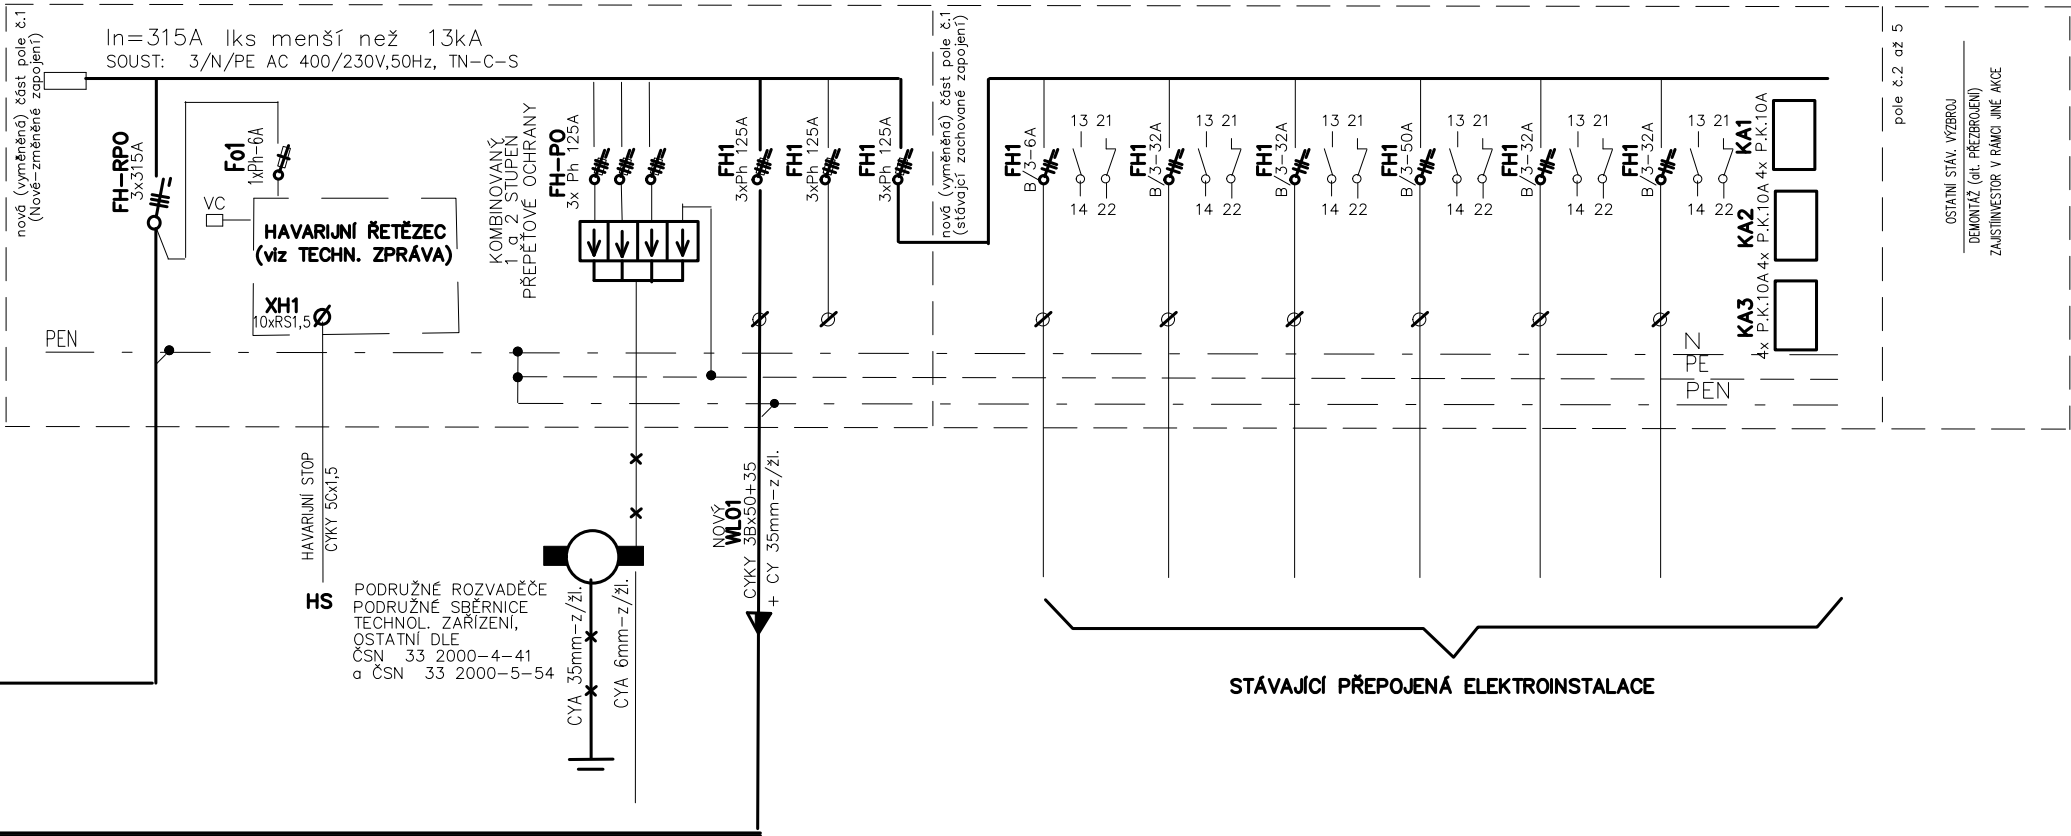 nová (vyměněná) část pole č.1
(Nově-změněné zapojení)
In=315A Iks menší než 13kA
SOUST: 3/N/PE AC 400/230V,50Hz, TN-C-S
FH-RPO
3x315A
Fo1
1xPh-6A
VC
HAVARIJNÍ ŘETĚZEC
(viz TECHN. ZPRÁVA)
XH1
10xRS1,5
PEN
KOMBINOVANÝ
1 a 2 STUPEN
PŘEPĚŤOVÉ OCHRANY
FH-PO
3x Ph 125A
FH1
3xPh 125A
FH1
3xPh 125A
FH1
3xPh 125A
nová (vyměněná) část pole č.1
(stávající zachované zapojení)
FH1
B/3-6A
13 21
14 22
FH1
B/3-32A
13 21
14 22
FH1
B/3-32A
13 21
14 22
FH1
B/3-50A
13 21
14 22
FH1
B/3-32A
13 21
14 22
FH1
B/3-32A
13 21
14 22
KA1
4x P.K.10A
KA2
4x P.K.10A
KA3
4x P.K.10A
N
PE
PEN
pole č.2 až 5
OSTATNÍ STÁV. VÝZBROJ
DEMONTÁŽ (alt. PŘEZBROJENÍ)
ZAJISTÍINVESTOR V RÁMCI JINÉ AKCE
HAVARIJNÍ STOP
CYKY 5Cx1,5
HS
PODRUŽNÉ ROZVADĚČE
PODRUŽNÉ SBĚRNICE
TECHNOL. ZAŘÍZENÍ,
OSTATNÍ DLE
ČSN 33 2000-4-41
a ČSN 33 2000-5-54
CYA 35mm-z/žl.
CYA 6mm-z/žl.
NOVÝ
WL01
CYKY 3Bx50+35
+ CY 35mm-z/žl.
STÁVAJÍCÍ PŘEPOJENÁ ELEKTROINSTALACE